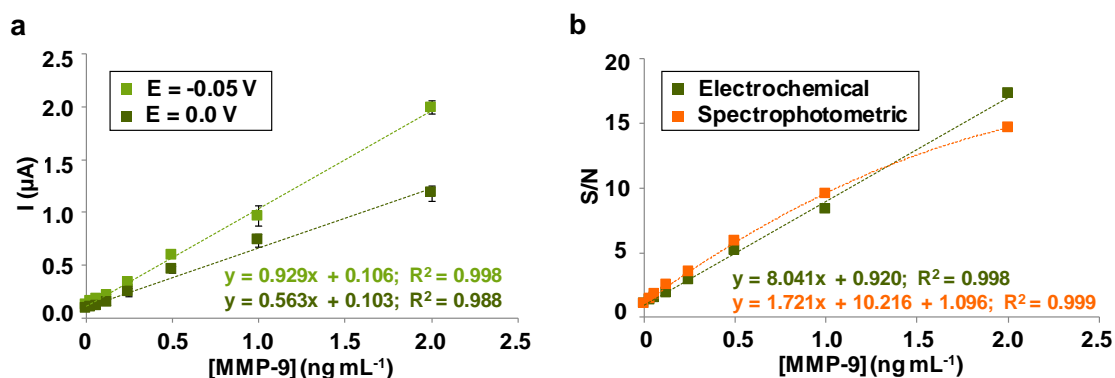 a
I (µA)
2.5
2.0
1.5
1.0
0.5
0.0
E = -0.05 V
E = 0.0 V
y = 0.929x + 0.106; R² = 0.998
y = 0.563x + 0.103; R² = 0.988
0 0.5 1.0 1.5 2.0 2.5
[MMP-9] (ng mL⁻¹)
b
S/N
20
15
10
5
0
Electrochemical
Spectrophotometric
y = 8.041x + 0.920; R² = 0.998
y = 1.721x + 10.216 + 1.096; R² = 0.999
0 0.5 1.0 1.5 2.0 2.5
[MMP-9] (ng mL⁻¹)